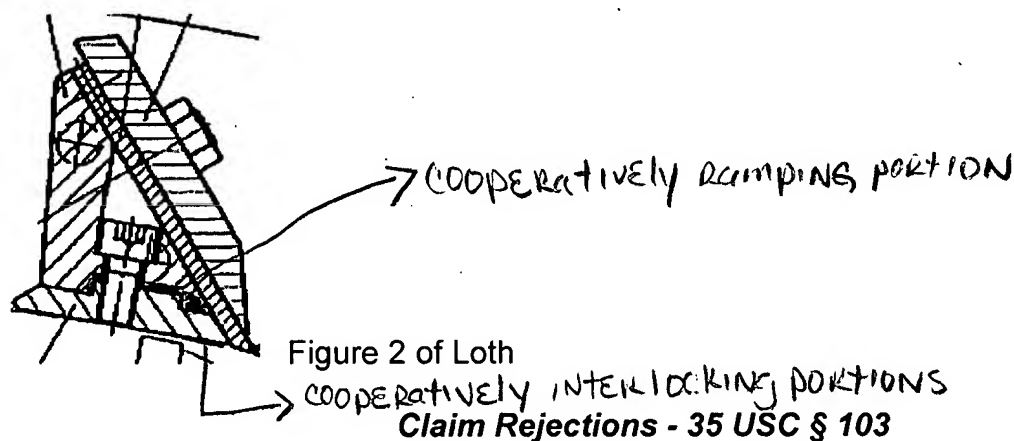 COOPERATIVELY RAMPING PORTION
Figure 2 of Loth
COOPERATIVELY INTERLOCKING PORTIONS
Claim Rejections - 35 USC § 103